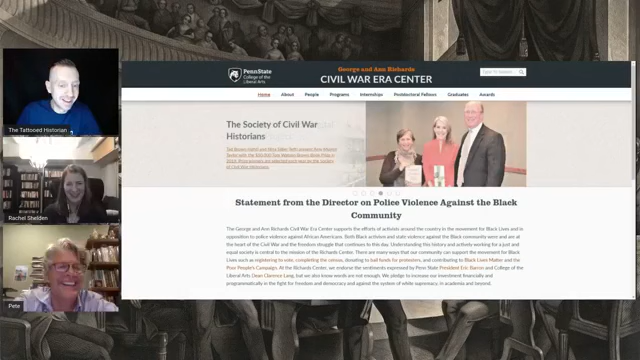 The Tattooed Historian
Rachel Shelden
Pete
PennState
College of the
Liberal Arts
George and Ann Richards
CIVIL WAR ERA CENTER
Home About People Programs Internships Postdoctoral Fellows Graduates Awards
The Society of Civil War
Historians
Statement from the Director on Police Violence Against the Black
Community
The George and Ann Richards Civil War Era Center supports the efforts of activists around the country in the movement for Black Lives and in
opposition to police violence against African Americans. Both Black activism and state violence against the Black community were and are at
the heart of the Civil War and the freedom struggle that continues to this day. Understanding this history and actively working for a just and
equal society is central to the mission of the Richards Center. There are many ways that our community can support the movement for Black
Lives such as registering to vote, completing the census, donating to bail funds for protesters, and contributing to Black Lives Matter and the
Poor People's Campaign. At the Richards Center, we endorse the sentiments expressed by Penn State President Eric Barron and College of the
Liberal Arts Dean Clarence Lang, but we also know words are not enough. We pledge to increase our investment financially and
programmatically in the fight for freedom and democracy and against the system of white supremacy, in academia and beyond.